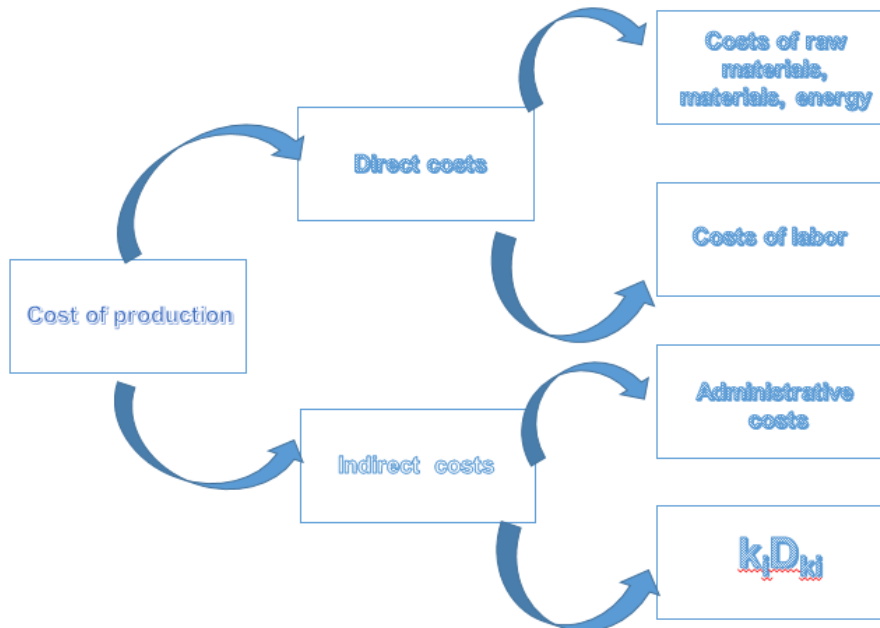 Costs of raw
materials,
materials, energy
Direct costs
Costs of labor
Cost of production
Administrative
costs
Indirect costs
kᵢDₖᵢ